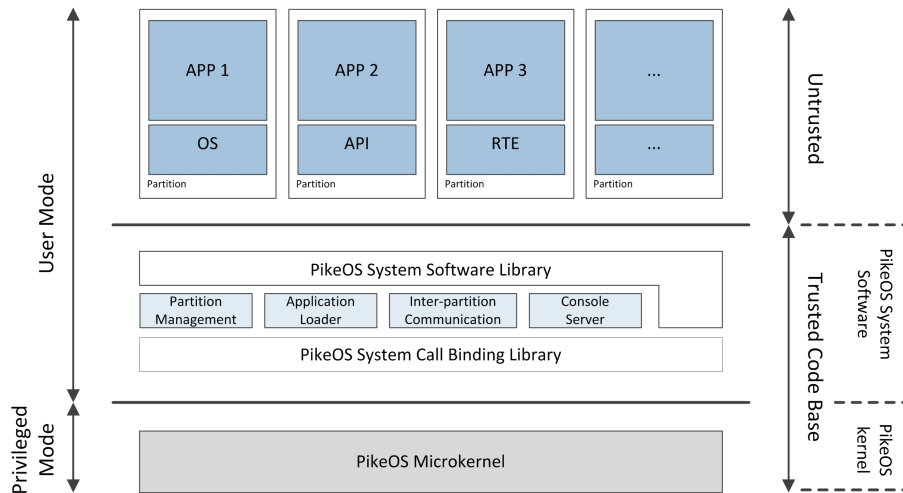 APP 1
APP 2
APP 3
...
OS
API
RTE
...
Partition
Partition
Partition
Partition
User Mode
Untrusted
PikeOS System Software Library
Partition
Management
Application
Loader
Inter-partition
Communication
Console
Server
PikeOS System Call Binding Library
Trusted Code Base
PikeOS System
Software
Privileged
Mode
PikeOS Microkernel
PikeOS
kernel